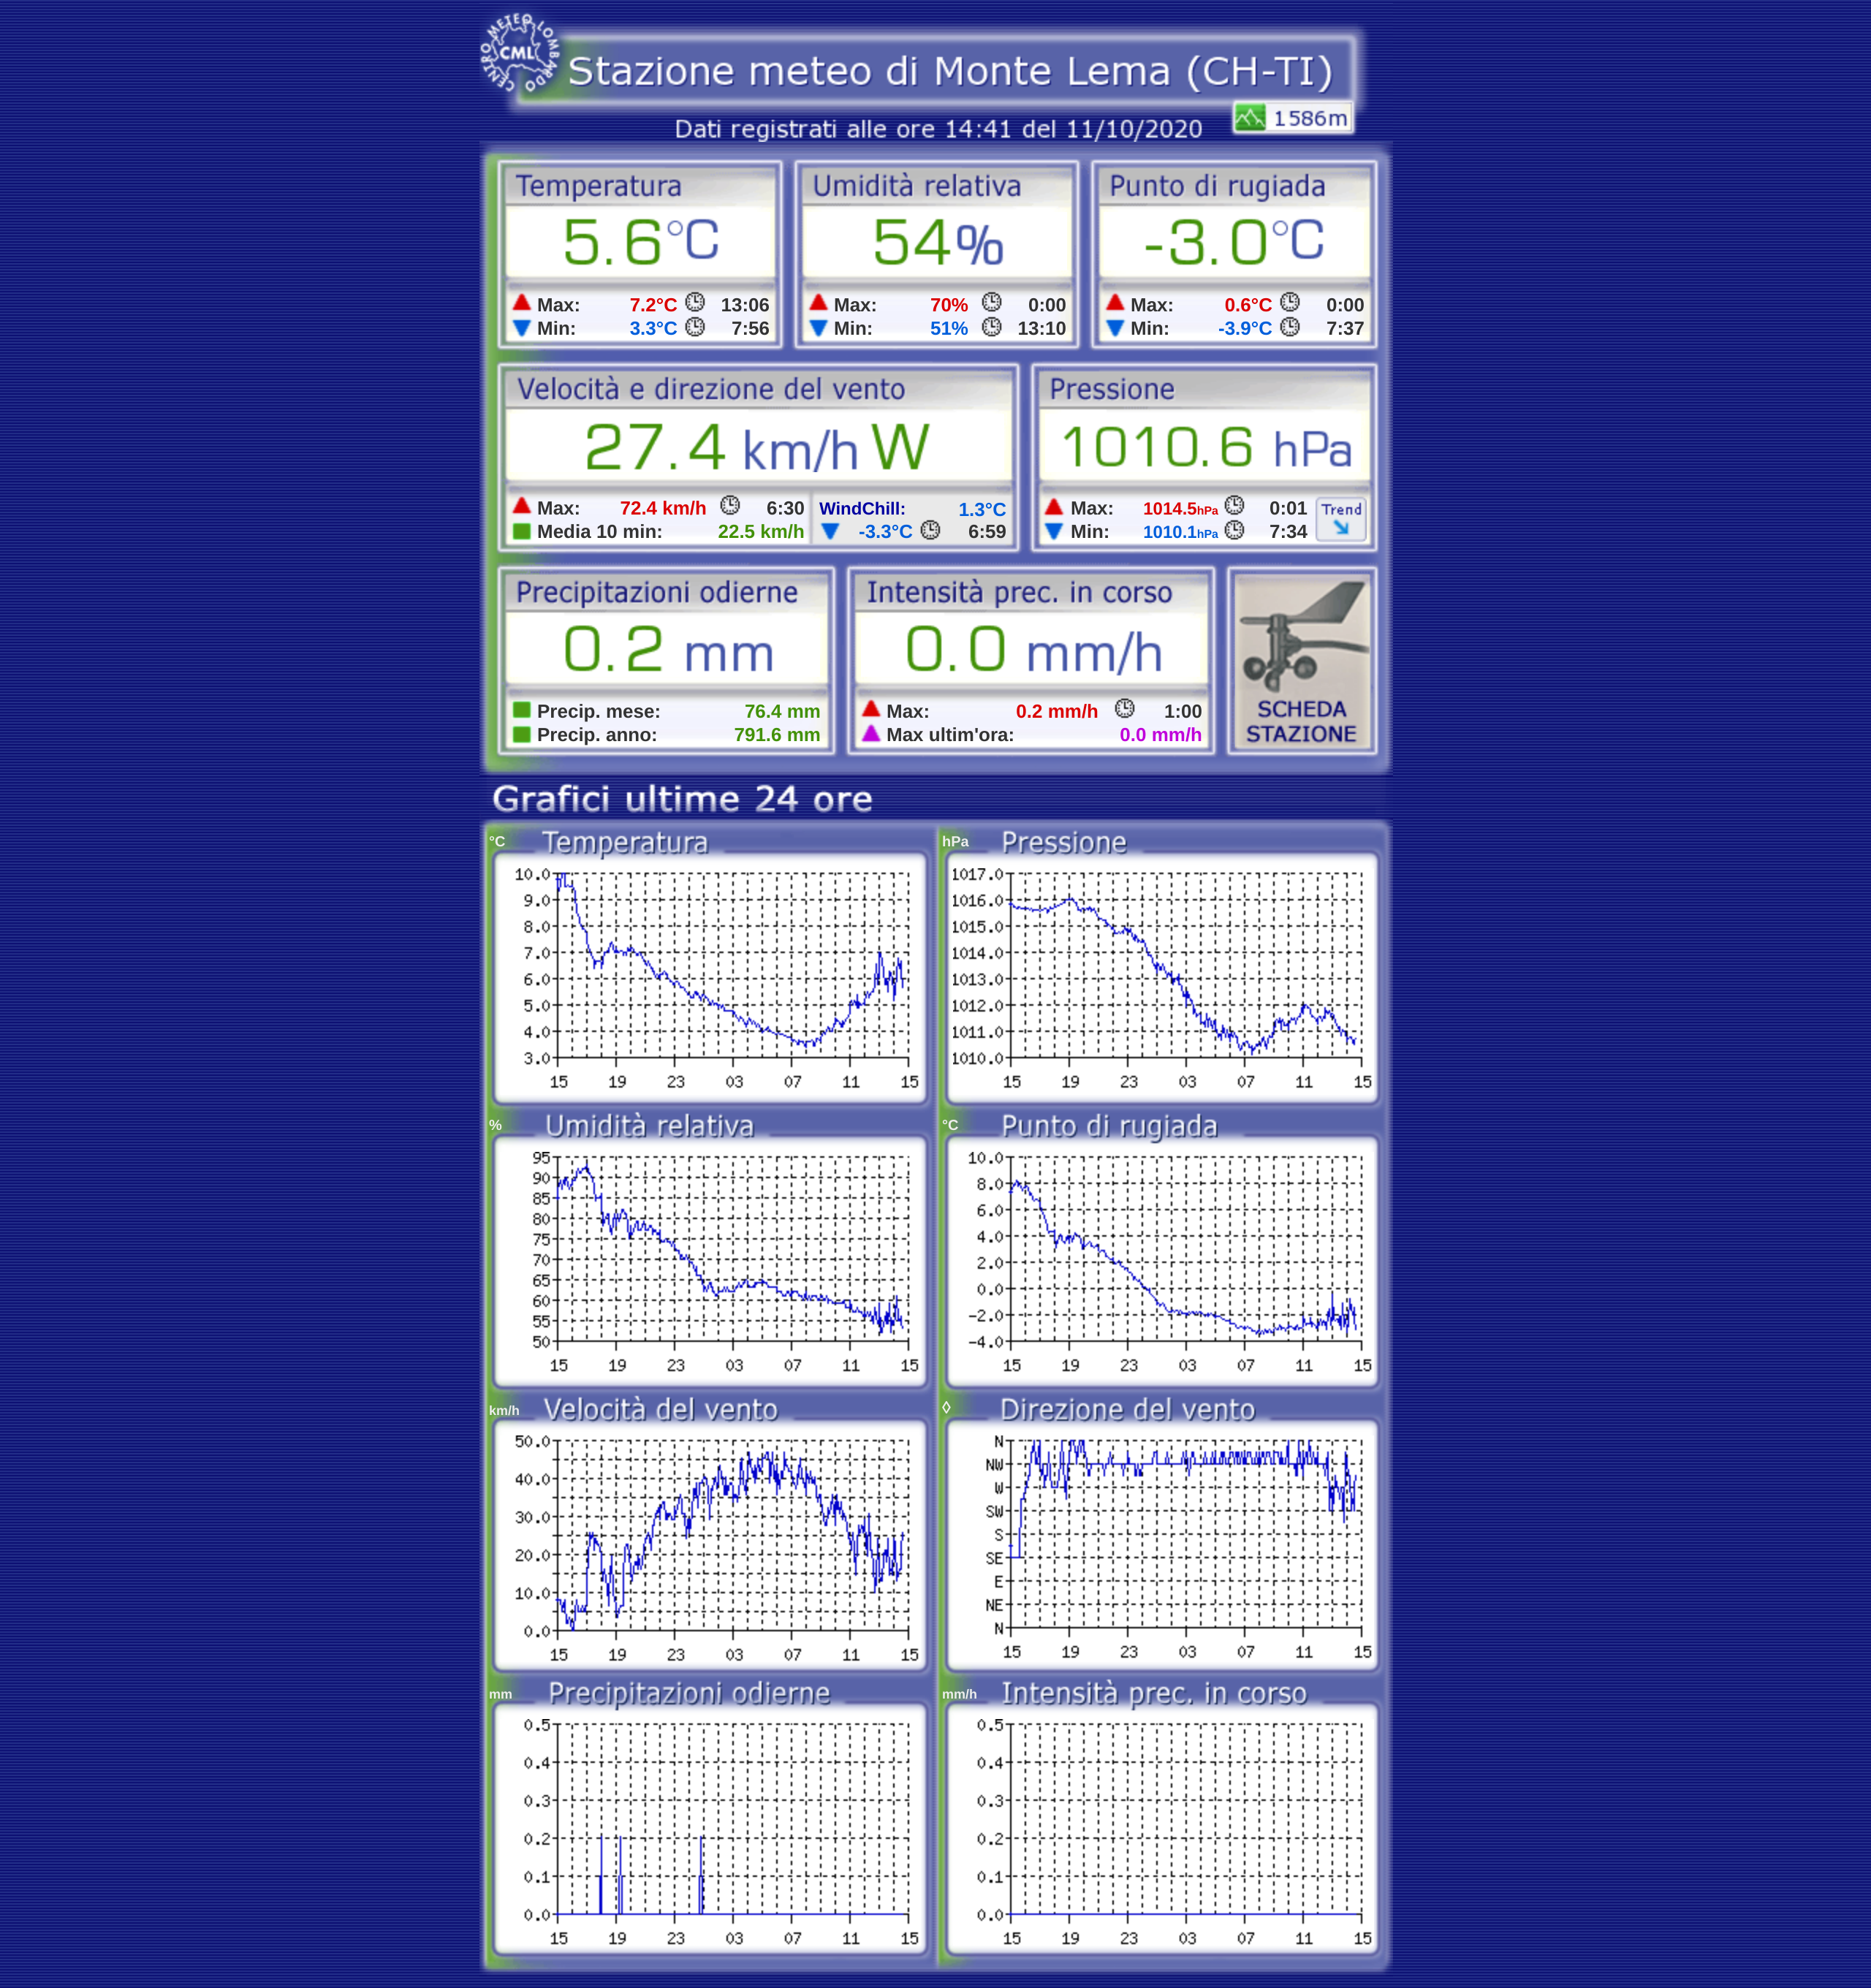 CENTRO METEO LOMBARDO
CML
Stazione meteo di Monte Lema (CH-TI)
1586m
Dati registrati alle ore 14:41 del 11/10/2020
Temperatura
5.6°C
Max: 7.2°C 13:06
Min: 3.3°C 7:56
Umidità relativa
54%
Max: 70% 0:00
Min: 51% 13:10
Punto di rugiada
-3.0°C
Max: 0.6°C 0:00
Min: -3.9°C 7:37
Velocità e direzione del vento
27.4 km/h W
Max: 72.4 km/h 6:30
Media 10 min: 22.5 km/h
WindChill: 1.3°C
-3.3°C 6:59
Pressione
1010.6 hPa
Max: 1014.5hPa 0:01
Min: 1010.1hPa 7:34
Trend
Precipitazioni odierne
0.2 mm
Precip. mese: 76.4 mm
Precip. anno: 791.6 mm
Intensità prec. in corso
0.0 mm/h
Max: 0.2 mm/h 1:00
Max ultim'ora: 0.0 mm/h
SCHEDA
STAZIONE
Grafici ultime 24 ore
°C Temperatura
10.0
9.0
8.0
7.0
6.0
5.0
4.0
3.0
15 19 23 03 07 11 15
hPa Pressione
1017.0
1016.0
1015.0
1014.0
1013.0
1012.0
1011.0
1010.0
15 19 23 03 07 11 15
% Umidità relativa
95
90
85
80
75
70
65
60
55
50
15 19 23 03 07 11 15
°C Punto di rugiada
10.0
8.0
6.0
4.0
2.0
0.0
-2.0
-4.0
15 19 23 03 07 11 15
km/h Velocità del vento
50.0
40.0
30.0
20.0
10.0
0.0
15 19 23 03 07 11 15
◊ Direzione del vento
N
NW
W
SW
S
SE
E
NE
N
15 19 23 03 07 11 15
mm Precipitazioni odierne
0.5
0.4
0.3
0.2
0.1
0.0
15 19 23 03 07 11 15
mm/h Intensità prec. in corso
0.5
0.4
0.3
0.2
0.1
0.0
15 19 23 03 07 11 15